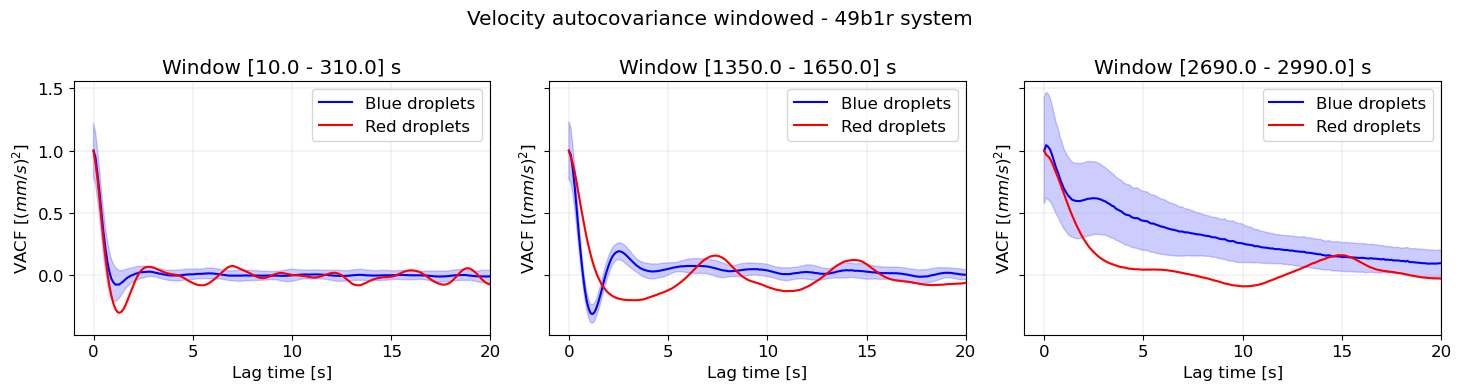 Velocity autocovariance windowed - 49b1r system
Window [10.0 - 310.0] s
VACF [(mm/s)²]
1.5
1.0
0.5
0.0
Blue droplets
Red droplets
0 5 10 15 20
Lag time [s]
Window [1350.0 - 1650.0] s
VACF [(mm/s)²]
Blue droplets
Red droplets
0 5 10 15 20
Lag time [s]
Window [2690.0 - 2990.0] s
VACF [(mm/s)²]
Blue droplets
Red droplets
0 5 10 15 20
Lag time [s]